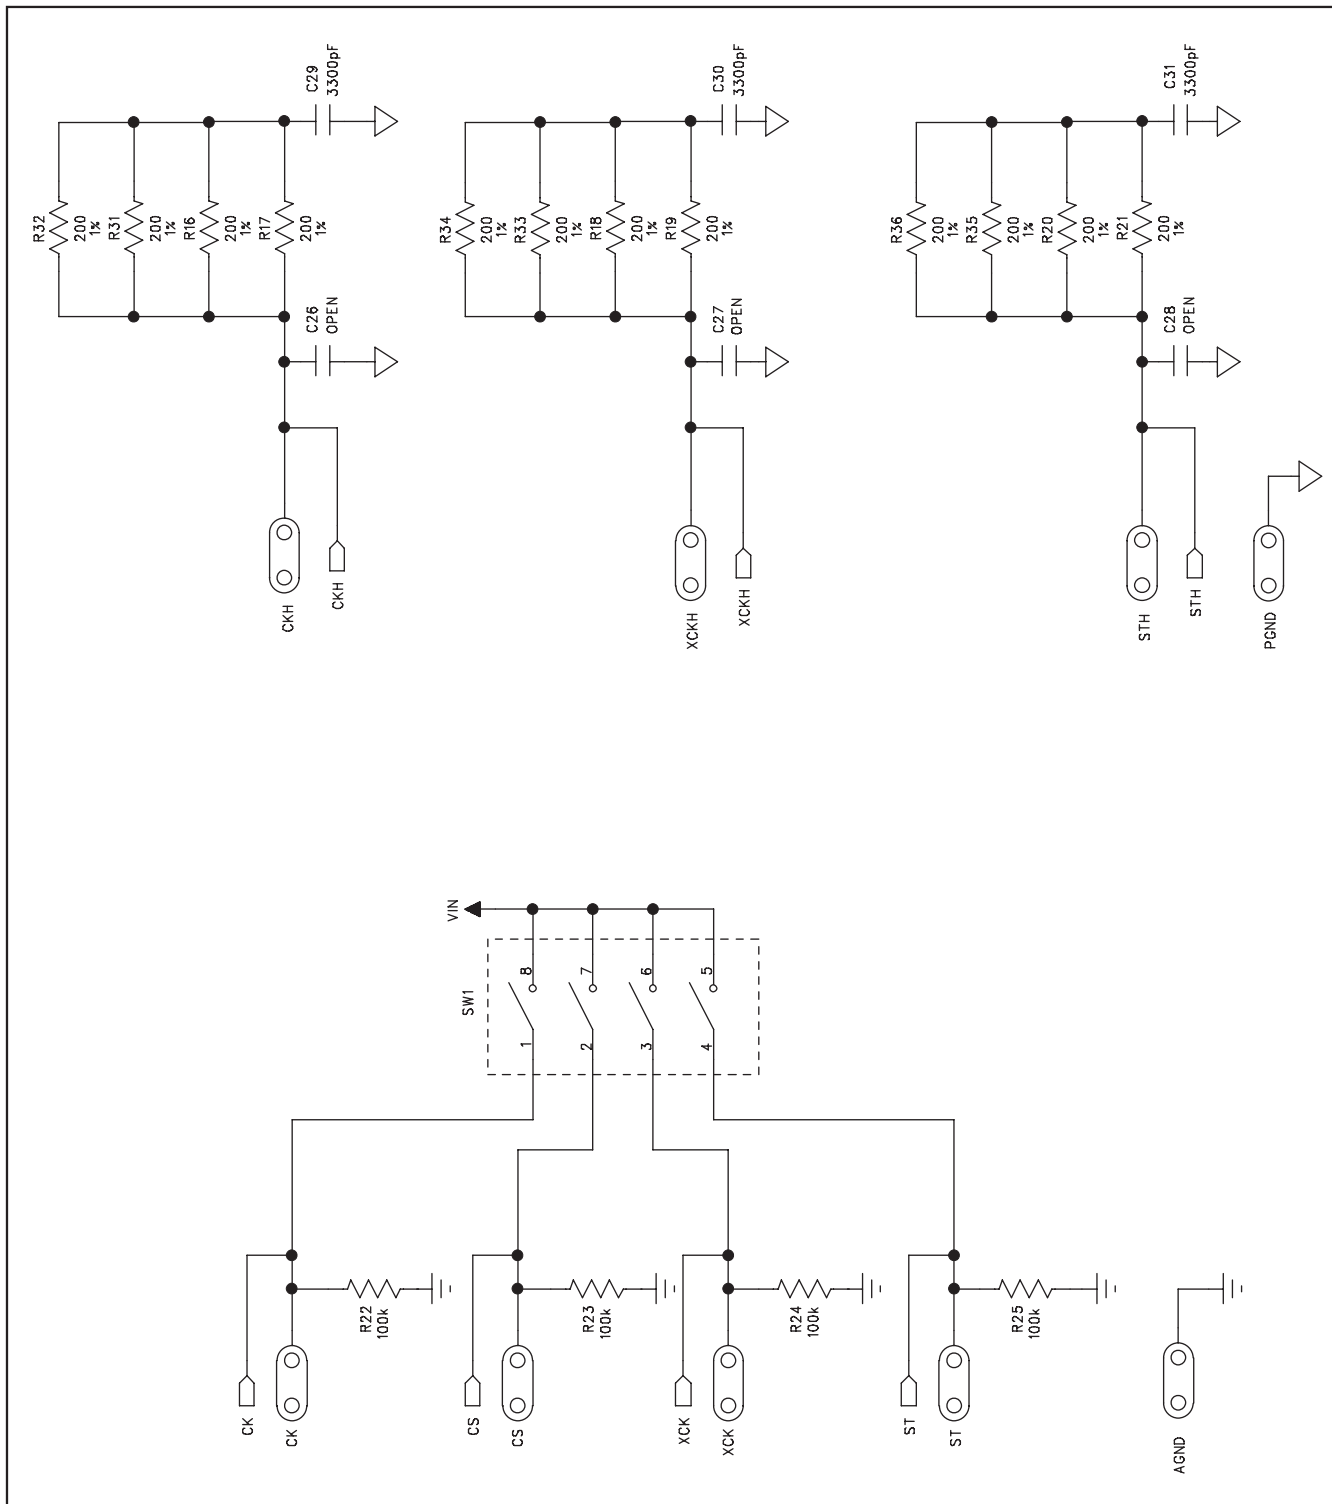 C29
3300pF
R32
200
1%
R31
200
1%
R16
200
1%
R17
200
1%
C26
OPEN
CKH
CKH
C30
3300pF
R34
200
1%
R33
200
1%
R18
200
1%
R19
200
1%
C27
OPEN
XCKH
XCKH
C31
3300pF
R36
200
1%
R35
200
1%
R20
200
1%
R21
200
1%
C28
OPEN
STH
STH
PGND
VIN
SW1
8
7
6
5
1
2
3
4
R22
100k
R23
100k
R24
100k
R25
100k
CK
CK
CS
CS
XCK
XCK
ST
ST
AGND